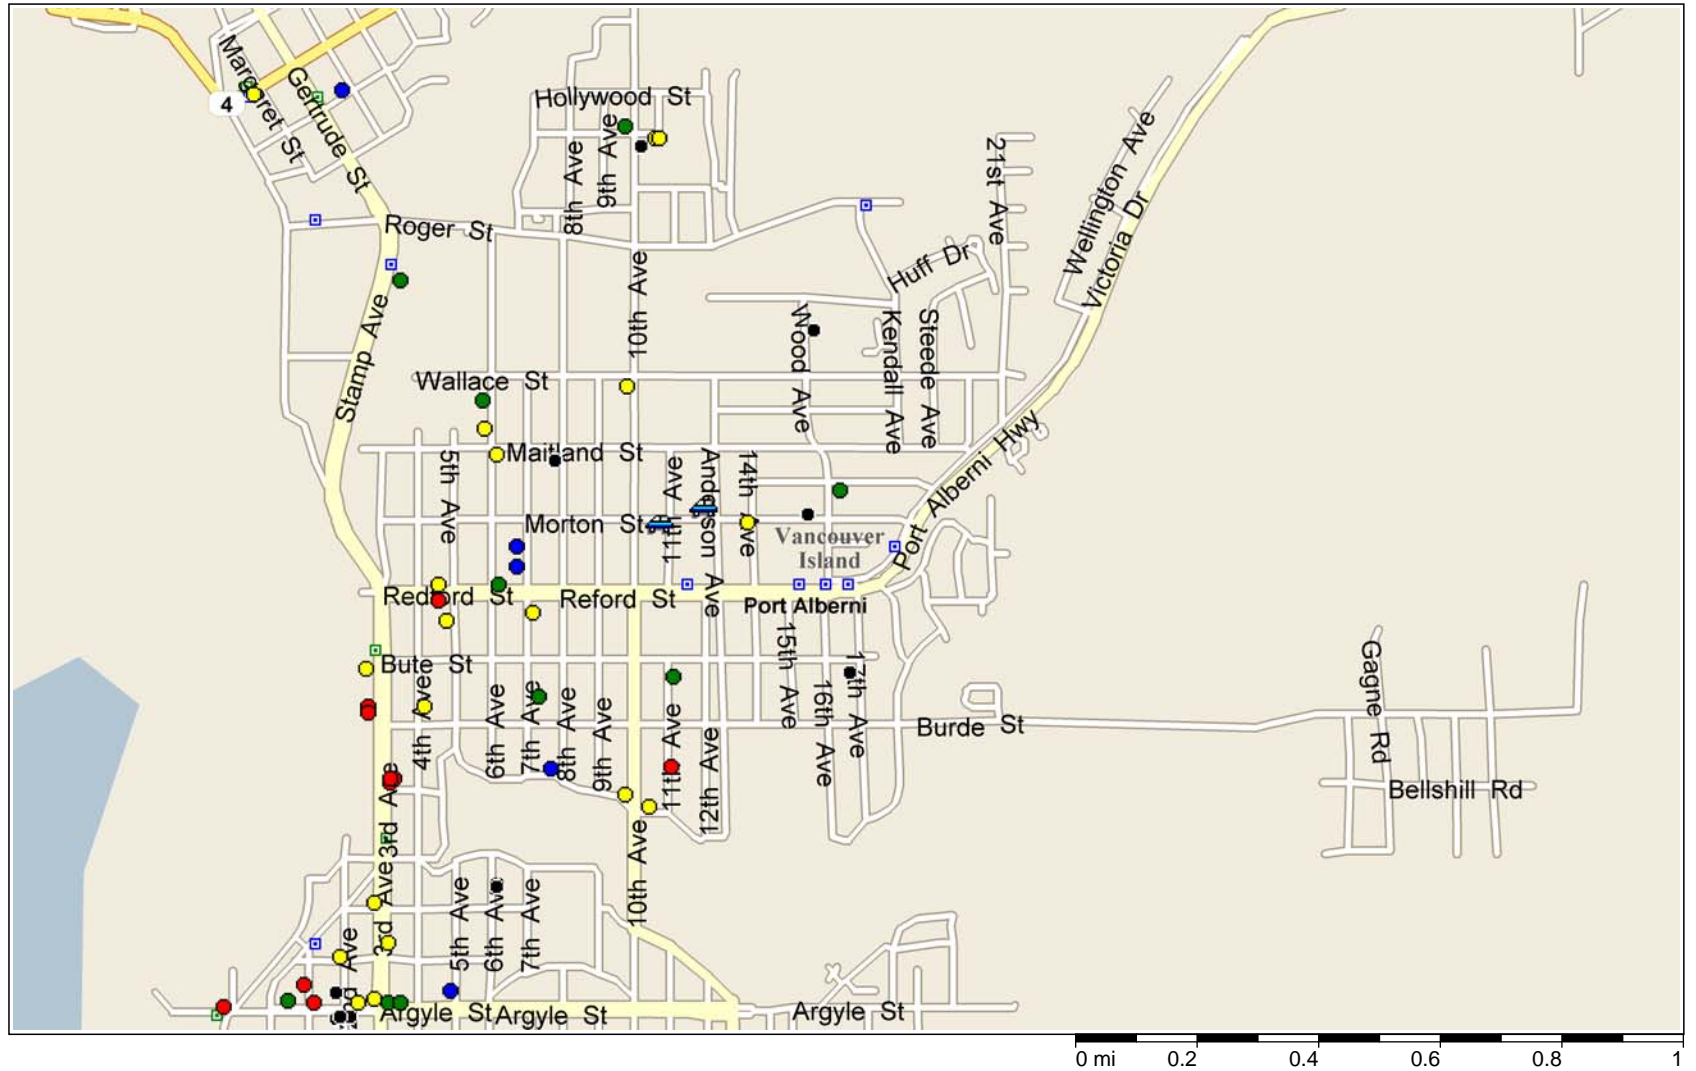 Margaret St
Gertrude St
4
Hollywood St
8th Ave
9th Ave
21st Ave
Wellington Ave
Victoria Dr
Roger St
Huff Dr
10th Ave
Stamp Ave
Wood Ave
Kendall Ave
Steede Ave
Wallace St
Maitland St
5th Ave
11th Ave
Anderson Ave
14th Ave
Port Alberni Hwy
Morton St
Vancouver
Island
Redford St
Reford St
Port Alberni
Bute St
15th Ave
16th Ave
17th Ave
Gagne Rd
4th Ave
6th Ave
7th Ave
8th Ave
9th Ave
11th Ave
12th Ave
Burde St
Bellshill Rd
3rd Ave
3rd Ave
10th Ave
5th Ave
6th Ave
7th Ave
2nd Ave
Argyle St
Argyle St
Argyle St
0 mi 0.2 0.4 0.6 0.8 1